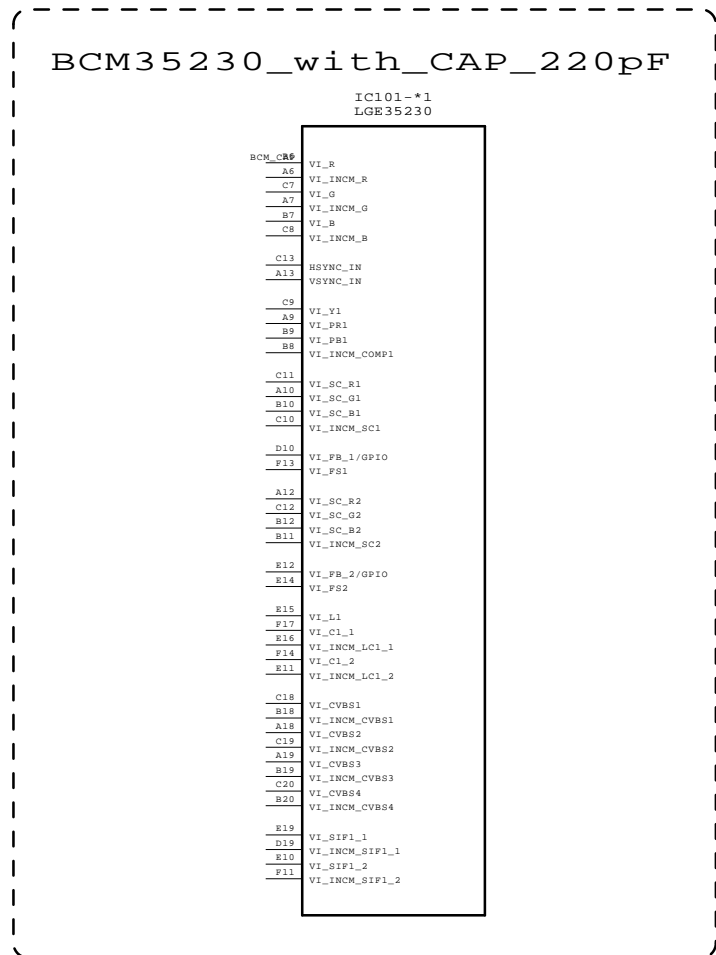 BCM35230_with_CAP_220pF
IC101-*1
LGE35230
BCM_CAP
B6 VI_R
A6 VI_INCM_R
C7 VI_G
A7 VI_INCM_G
B7 VI_B
C8 VI_INCM_B
C13 HSYNC_IN
A13 VSYNC_IN
C9 VI_Y1
A9 VI_PR1
B9 VI_PB1
B8 VI_INCM_COMP1
C11 VI_SC_R1
A10 VI_SC_G1
B10 VI_SC_B1
C10 VI_INCM_SC1
D10 VI_FB_1/GPIO
F13 VI_FS1
A12 VI_SC_R2
C12 VI_SC_G2
B12 VI_SC_B2
B11 VI_INCM_SC2
E12 VI_FB_2/GPIO
E14 VI_FS2
E15 VI_L1
F17 VI_C1_1
E16 VI_INCM_LC1_1
F14 VI_C1_2
E11 VI_INCM_LC1_2
C18 VI_CVBS1
B18 VI_INCM_CVBS1
A18 VI_CVBS2
C19 VI_INCM_CVBS2
A19 VI_CVBS3
B19 VI_INCM_CVBS3
C20 VI_CVBS4
B20 VI_INCM_CVBS4
E19 VI_SIF1_1
D19 VI_INCM_SIF1_1
E10 VI_SIF1_2
F11 VI_INCM_SIF1_2